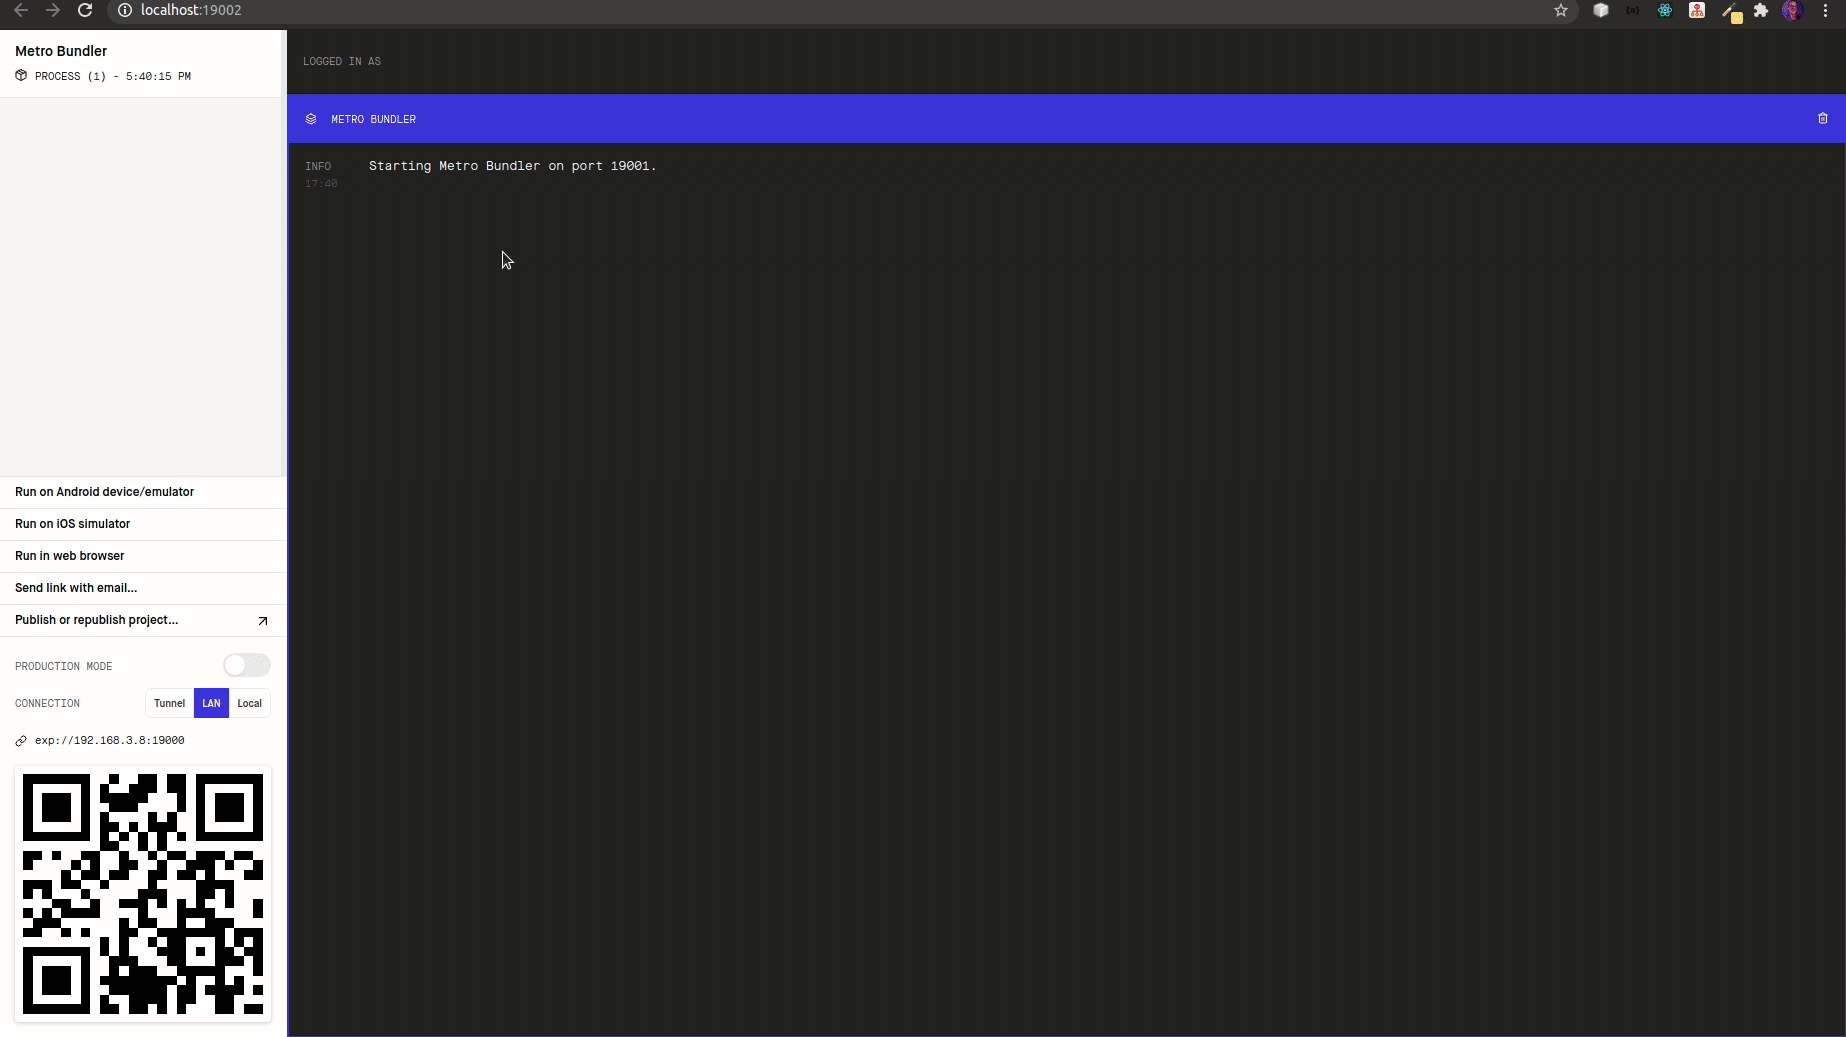 localhost:19002
Metro Bundler
PROCESS (1) - 5:40:15 PM
LOGGED IN AS
METRO BUNDLER
INFO
17:40
Starting Metro Bundler on port 19001.
Run on Android device/emulator
Run on iOS simulator
Run in web browser
Send link with email...
Publish or republish project...
PRODUCTION MODE
CONNECTION
Tunnel LAN Local
exp://192.168.3.8:19000